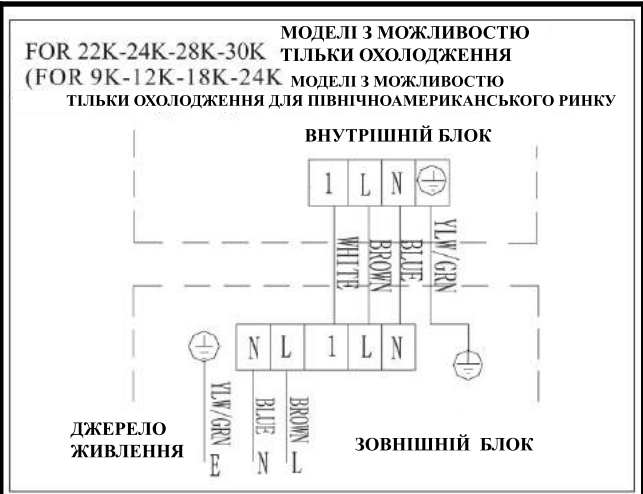 FOR 22K-24K-28K-30K МОДЕЛІ З МОЖЛИВОСТЮ ТІЛЬКИ ОХОЛОДЖЕННЯ
(FOR 9K-12K-18K-24K МОДЕЛІ З МОЖЛИВОСТЮ
ТІЛЬКИ ОХОЛОДЖЕННЯ ДЛЯ ПІВНІЧНОАМЕРИКАНСЬКОГО РИНКУ
ВНУТРІШНІЙ БЛОК
1 L N
WHITE BROWN BLUE YLW/GRN
N L 1 L N
YLW/GRN BLUE BROWN
ДЖЕРЕЛО
ЖИВЛЕННЯ
E N L
ЗОВНІШНІЙ БЛОК